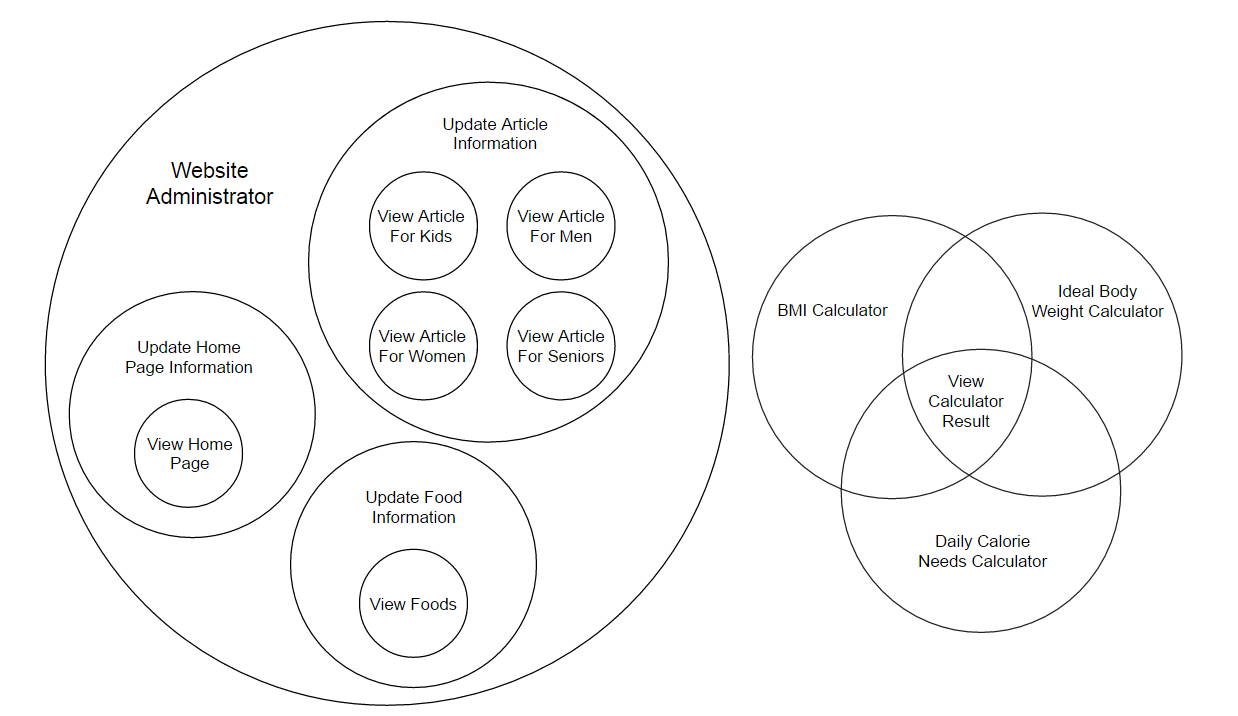 Website
Administrator
Update Article
Information
View Article
For Kids
View Article
For Men
View Article
For Women
View Article
For Seniors
Update Home
Page Information
View Home
Page
Update Food
Information
View Foods
BMI Calculator
Ideal Body
Weight Calculator
View
Calculator
Result
Daily Calorie
Needs Calculator